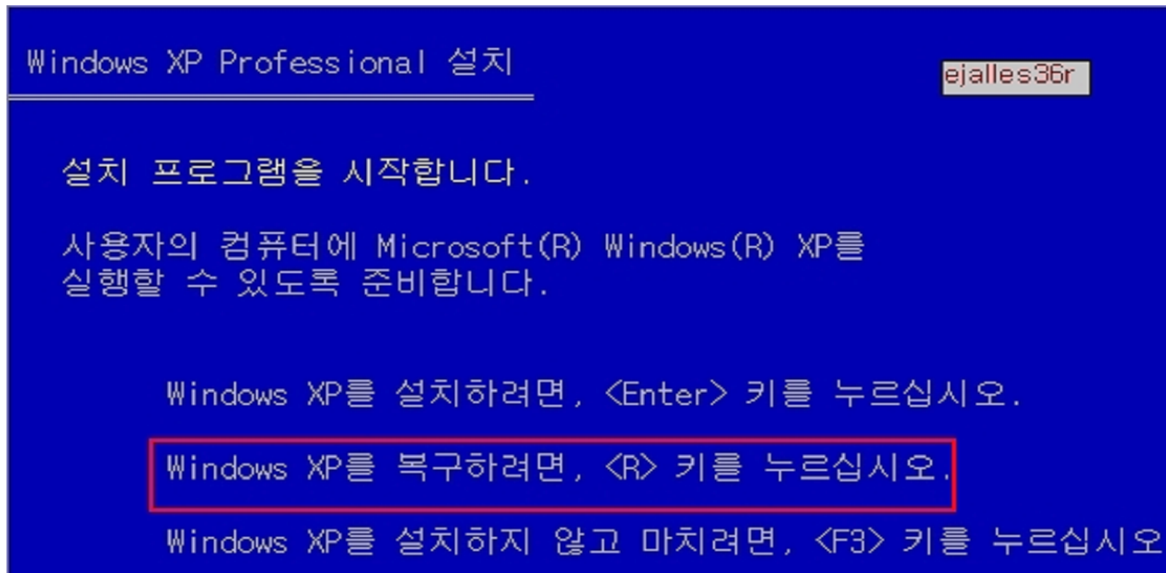 Windows XP Professional 설치
ejalles36r
설치 프로그램을 시작합니다.
사용자의 컴퓨터에 Microsoft(R) Windows(R) XP를
실행할 수 있도록 준비합니다.
Windows XP를 설치하려면, <Enter> 키를 누르십시오.
Windows XP를 복구하려면, <R> 키를 누르십시오.
Windows XP를 설치하지 않고 마치려면, <F3> 키를 누르십시오